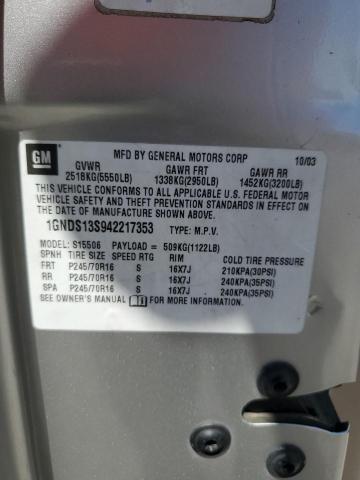 GM
MFD BY GENERAL MOTORS CORP 10/03
GVWR GAWR FRT GAWR RR
2518KG(5550LB) 1338KG(2950LB) 1452KG(3200LB)
THIS VEHICLE CONFORMS TO ALL APPLICABLE U.S. FEDERAL MOTOR
VEHICLE SAFETY AND THEFT PREVENTION STANDARDS IN EFFECT ON
THE DATE OF MANUFACTURE SHOWN ABOVE.
1GNDS13S942217353 TYPE: M.P.V.
MODEL: S15506 PAYLOAD = 509KG(1122LB)
SPNH TIRE SIZE SPEED RTG RIM COLD TIRE PRESSURE
FRT P245/70R16 S 16X7J 210KPA(30PSI)
RR P245/70R16 S 16X7J 240KPA(35PSI)
SPA P245/70R16 S 16X7J 240KPA(35PSI)
SEE OWNER'S MANUAL FOR MORE INFORMATION.